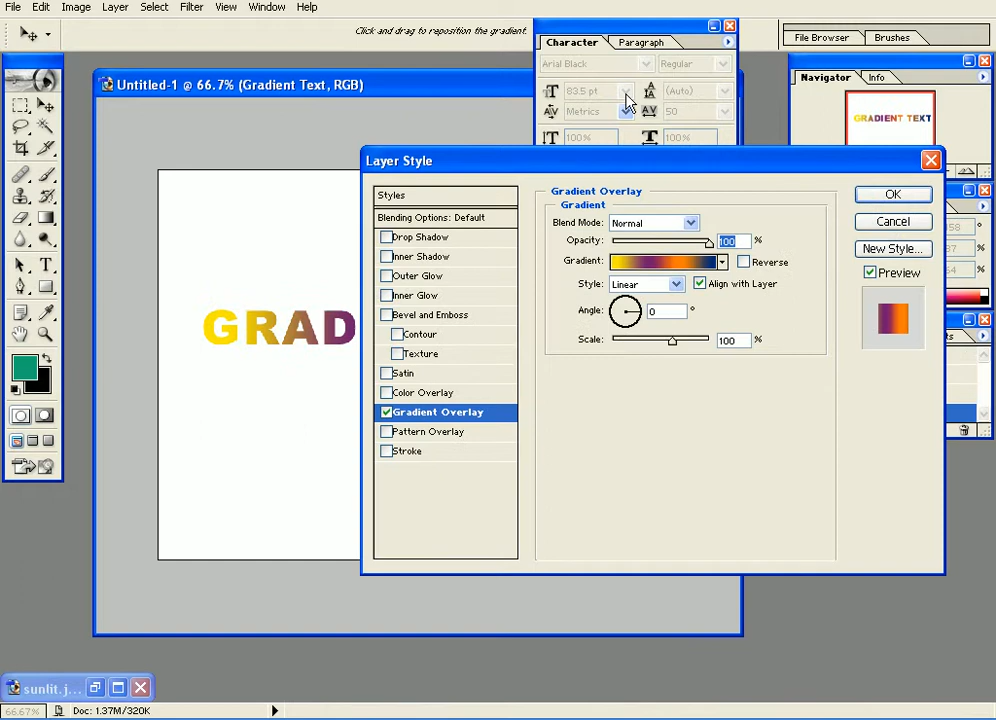 File Edit Image Layer Select Filter View Window Help
Click and drag to reposition the gradient.
File Browser Brushes
Character Paragraph
Arial Black Regular
83.5 pt (Auto)
Metrics 50
100% 100%
Navigator Info
GRADIENT TEXT
Untitled-1 @ 66.7% (Gradient Text, RGB)
GRAD
Layer Style
Styles
Blending Options: Default
Drop Shadow
Inner Shadow
Outer Glow
Inner Glow
Bevel and Emboss
Contour
Texture
Satin
Color Overlay
Gradient Overlay
Pattern Overlay
Stroke
Gradient Overlay
Gradient
Blend Mode: Normal
Opacity: 100 %
Gradient: Reverse
Style: Linear Align with Layer
Angle: 0 °
Scale: 100 %
OK
Cancel
New Style...
Preview
sunlit.j...
66.67% Doc: 1.37M/320K